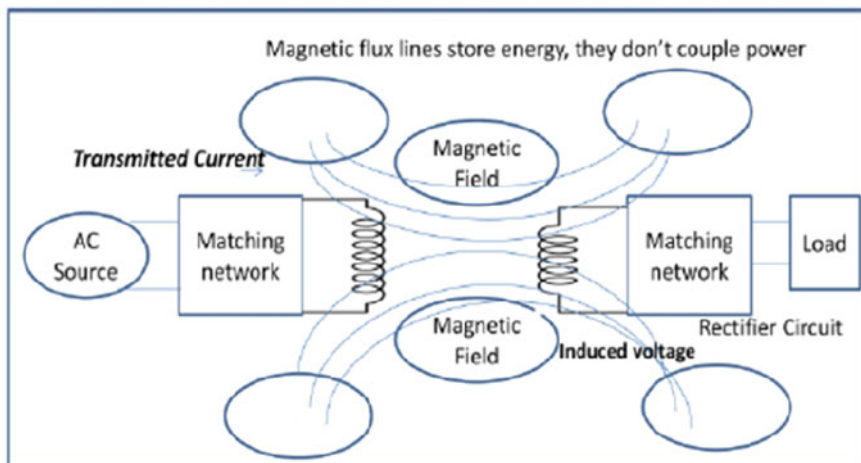 Magnetic flux lines store energy, they don't couple power
Transmitted Current
Magnetic
Field
AC
Source
Matching
network
Matching
network
Load
Magnetic
Field
Induced voltage
Rectifier Circuit